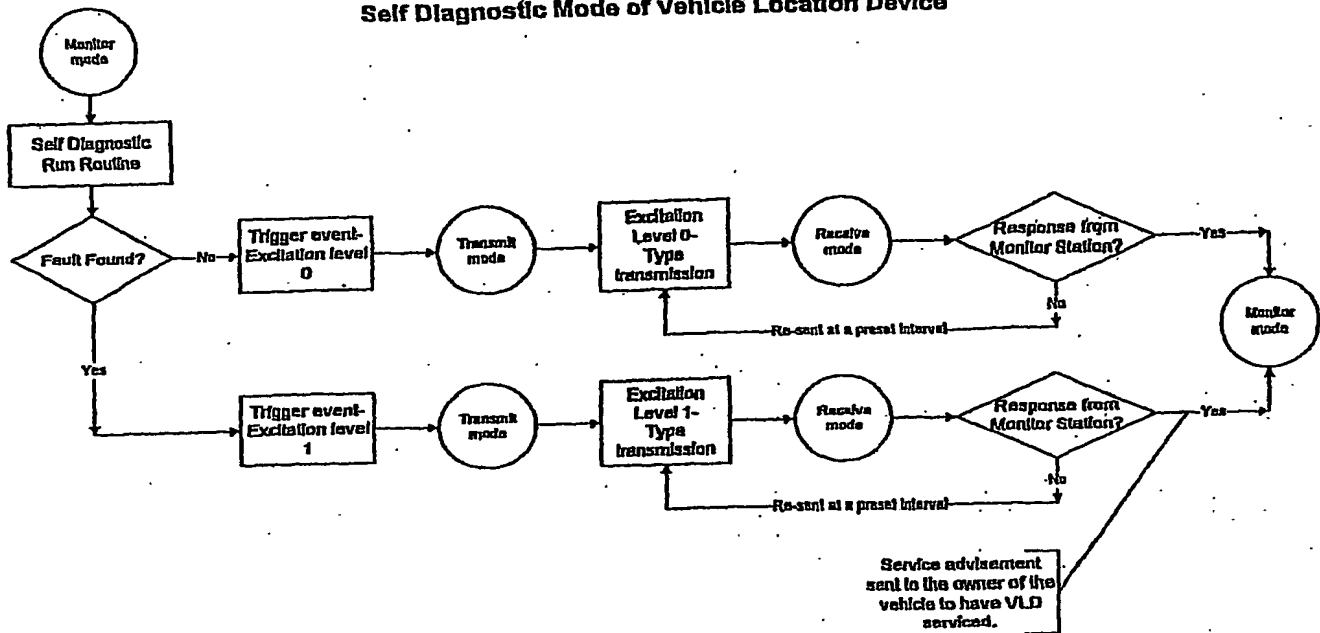 Self Diagnostic Mode of Vehicle Location Device
Monitor
mode
Self Diagnostic
Run Routine
Fault Found?
No
Trigger event-
Excitation level
0
Transmit
mode
Excitation
Level 0-
Type
transmission
Receive
mode
Response from
Monitor Station?
Yes
No
Re-sent at a preset interval
Monitor
mode
Yes
Trigger event-
Excitation level
1
Transmit
mode
Excitation
Level 1-
Type
transmission
Receive
mode
Response from
Monitor Station?
Yes
No
Re-sent at a preset interval
Service advisement
sent to the owner of the
vehicle to have VLD
serviced.